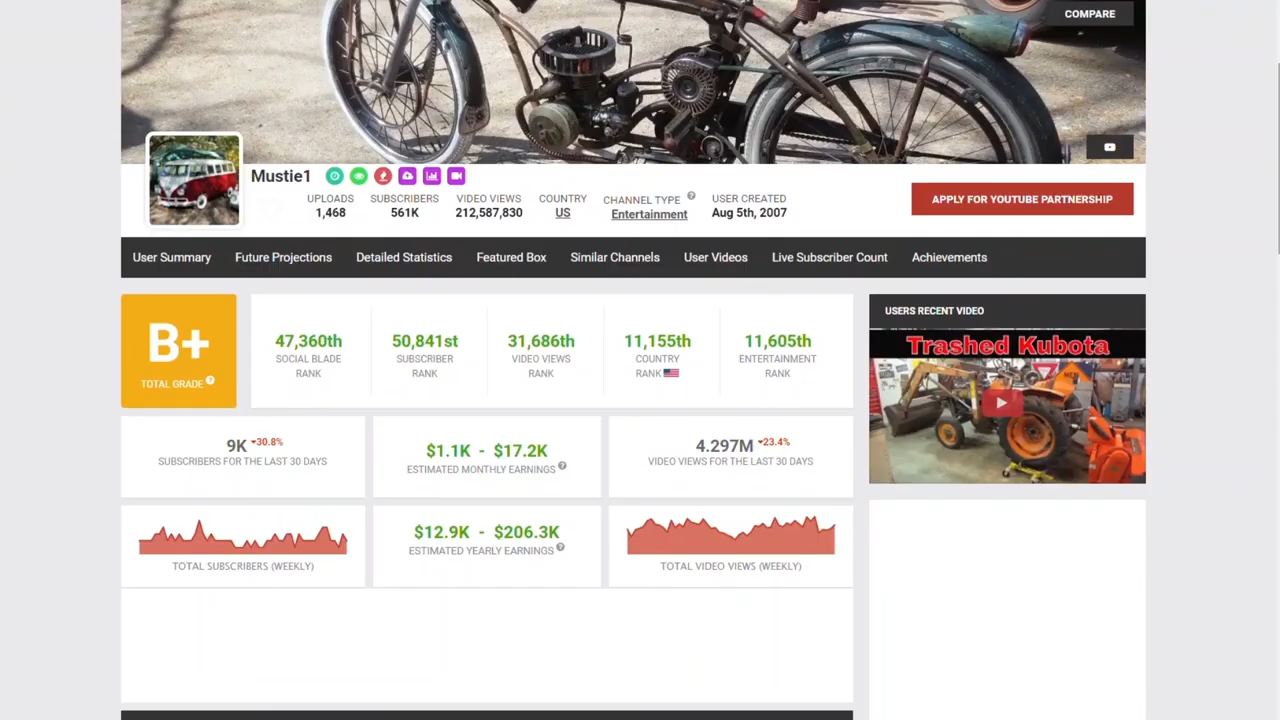 COMPARE
Mustie1
UPLOADS
1,468
SUBSCRIBERS
561K
VIDEO VIEWS
212,587,830
COUNTRY
US
CHANNEL TYPE ?
Entertainment
USER CREATED
Aug 5th, 2007
APPLY FOR YOUTUBE PARTNERSHIP
User Summary Future Projections Detailed Statistics Featured Box Similar Channels User Videos Live Subscriber Count Achievements
B+
TOTAL GRADE ?
47,360th
SOCIAL BLADE
RANK
50,841st
SUBSCRIBER
RANK
31,686th
VIDEO VIEWS
RANK
11,155th
COUNTRY
RANK
11,605th
ENTERTAINMENT
RANK
USERS RECENT VIDEO
Trashed Kubota
9K 30.8%
SUBSCRIBERS FOR THE LAST 30 DAYS
$1.1K - $17.2K
ESTIMATED MONTHLY EARNINGS ?
4.297M 23.4%
VIDEO VIEWS FOR THE LAST 30 DAYS
TOTAL SUBSCRIBERS (WEEKLY)
$12.9K - $206.3K
ESTIMATED YEARLY EARNINGS ?
TOTAL VIDEO VIEWS (WEEKLY)